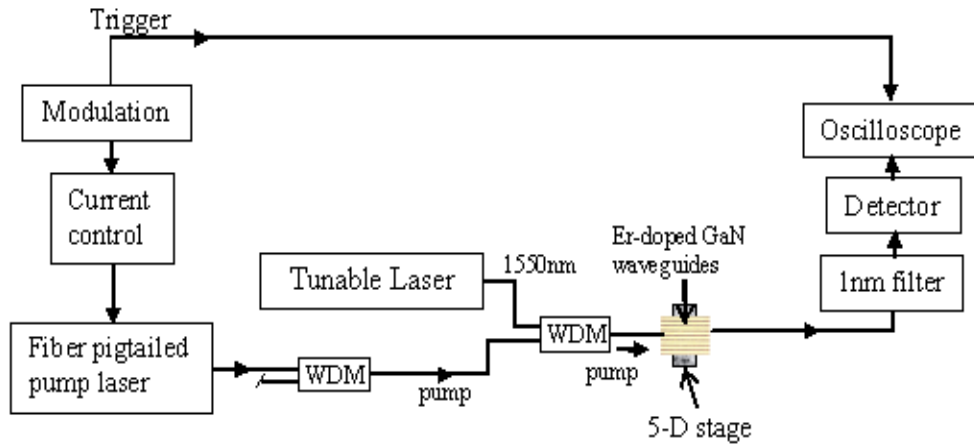 Trigger
Modulation
Oscilloscope
Current
control
Detector
Er-doped GaN
waveguides
1550nm
Tunable Laser
1nm filter
Fiber pigtailed
pump laser
WDM
WDM
pump
pump
5-D stage